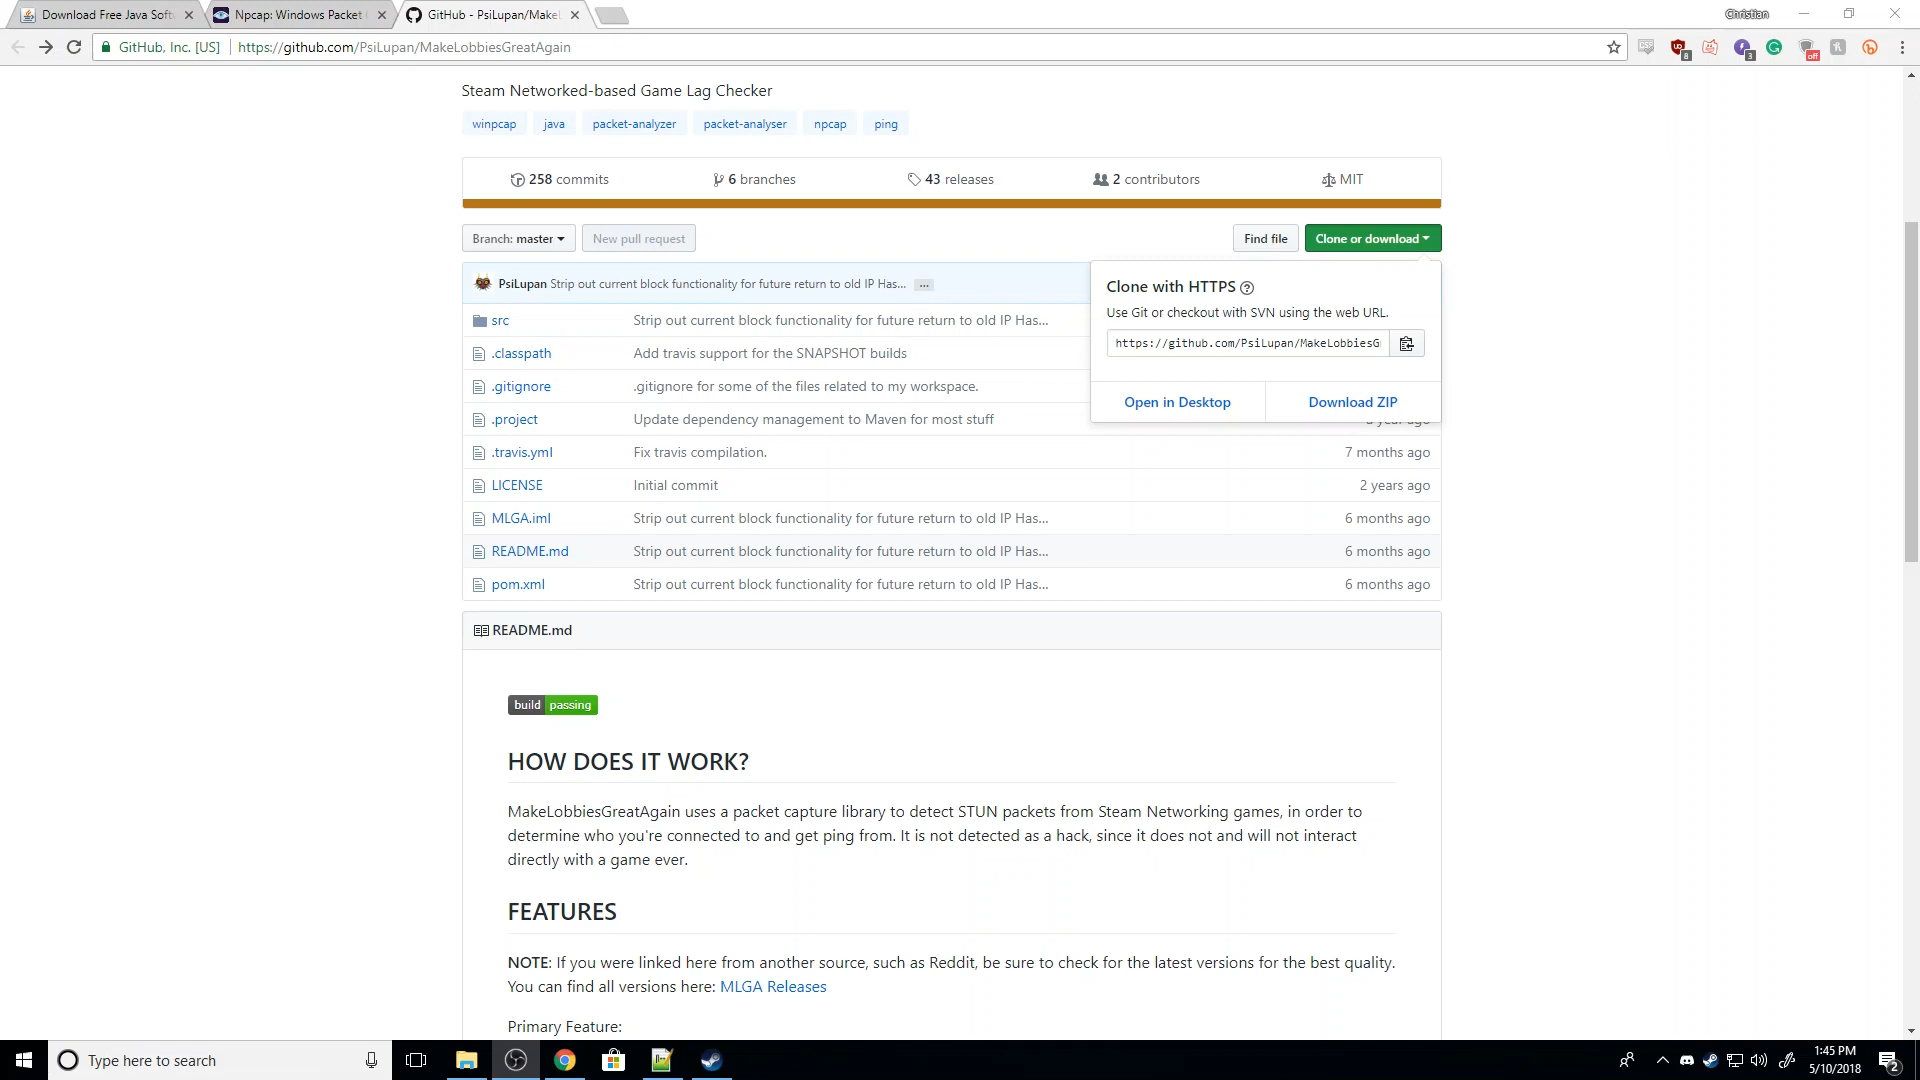 Download Free Java Soft
Npcap: Windows Packet
GitHub - PsiLupan/Make
Christian
GitHub, Inc. [US]
https://github.com/PsiLupan/MakeLobbiesGreatAgain
8
3
off
Steam Networked-based Game Lag Checker
winpcap java packet-analyzer packet-analyser npcap ping
258 commits
6 branches
43 releases
2 contributors
MIT
Branch: master
New pull request
Find file
Clone or download
PsiLupan Strip out current block functionality for future return to old IP Has... ...
Clone with HTTPS
Use Git or checkout with SVN using the web URL.
https://github.com/PsiLupan/MakeLobbiesG
Open in Desktop
Download ZIP
src Strip out current block functionality for future return to old IP Has...
.classpath Add travis support for the SNAPSHOT builds
.gitignore .gitignore for some of the files related to my workspace.
.project Update dependency management to Maven for most stuff a year ago
.travis.yml Fix travis compilation. 7 months ago
LICENSE Initial commit 2 years ago
MLGA.iml Strip out current block functionality for future return to old IP Has... 6 months ago
README.md Strip out current block functionality for future return to old IP Has... 6 months ago
pom.xml Strip out current block functionality for future return to old IP Has... 6 months ago
README.md
build passing
HOW DOES IT WORK?
MakeLobbiesGreatAgain uses a packet capture library to detect STUN packets from Steam Networking games, in order to
determine who you're connected to and get ping from. It is not detected as a hack, since it does not and will not interact
directly with a game ever.
FEATURES
NOTE: If you were linked here from another source, such as Reddit, be sure to check for the latest versions for the best quality.
You can find all versions here: MLGA Releases
Primary Feature:
Type here to search
1:45 PM
5/10/2018
2